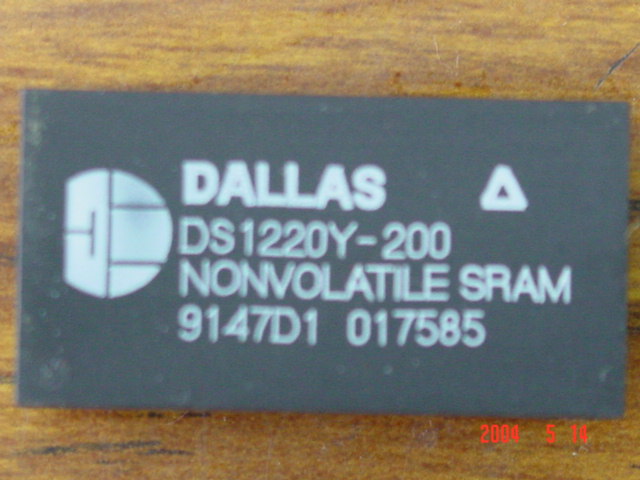 DALLAS
DS1220Y-200
NONVOLATILE SRAM
9147D1 017585
2004 5 14